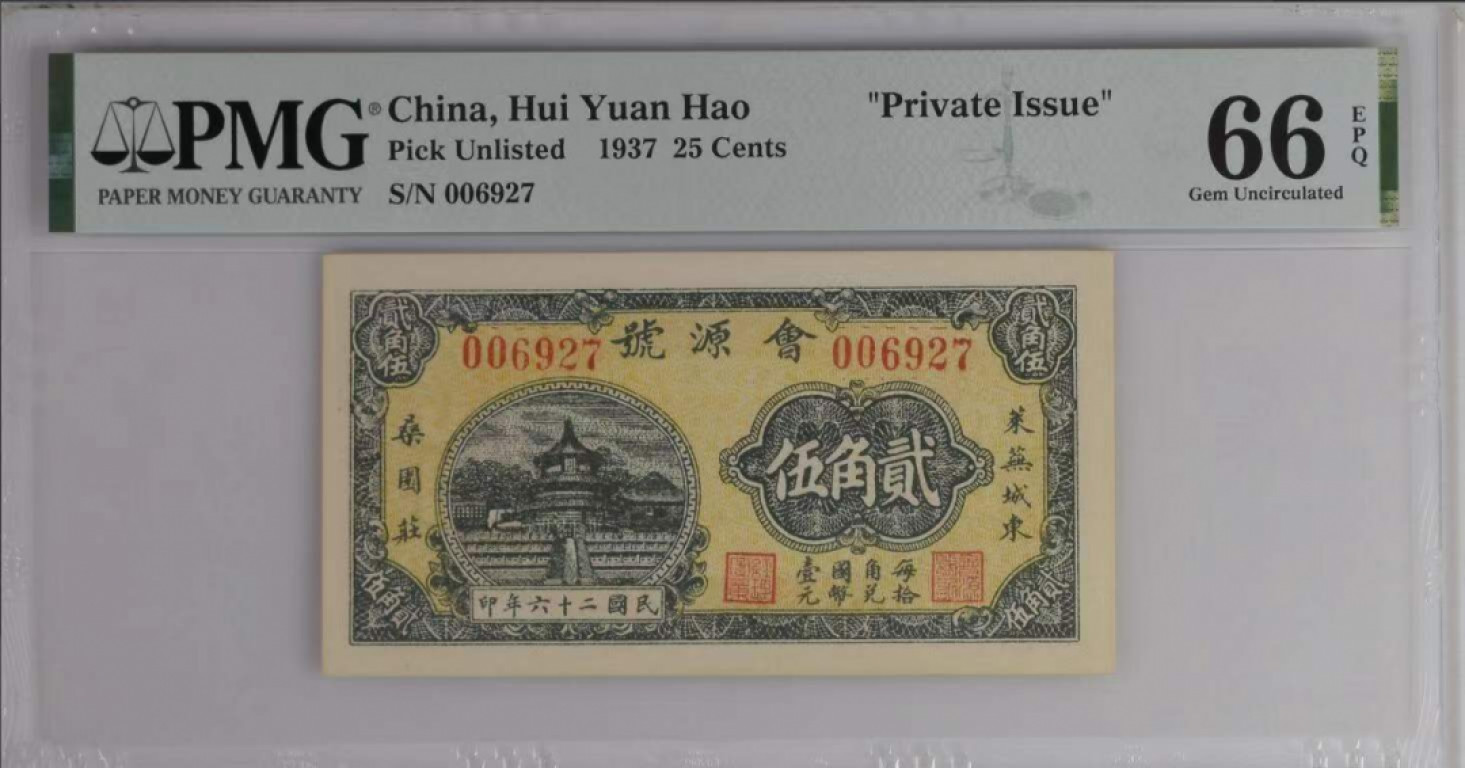 PMG®
PAPER MONEY GUARANTY
China, Hui Yuan Hao
Pick Unlisted 1937 25 Cents
S/N 006927
"Private Issue"
66
EPQ
Gem Uncirculated
貳角伍
貳角伍
會源號
006927
006927
萊蕪城東
桑園莊
貳角伍
每拾角兑國幣壹元
民國二十六年印
貳角伍
貳角伍